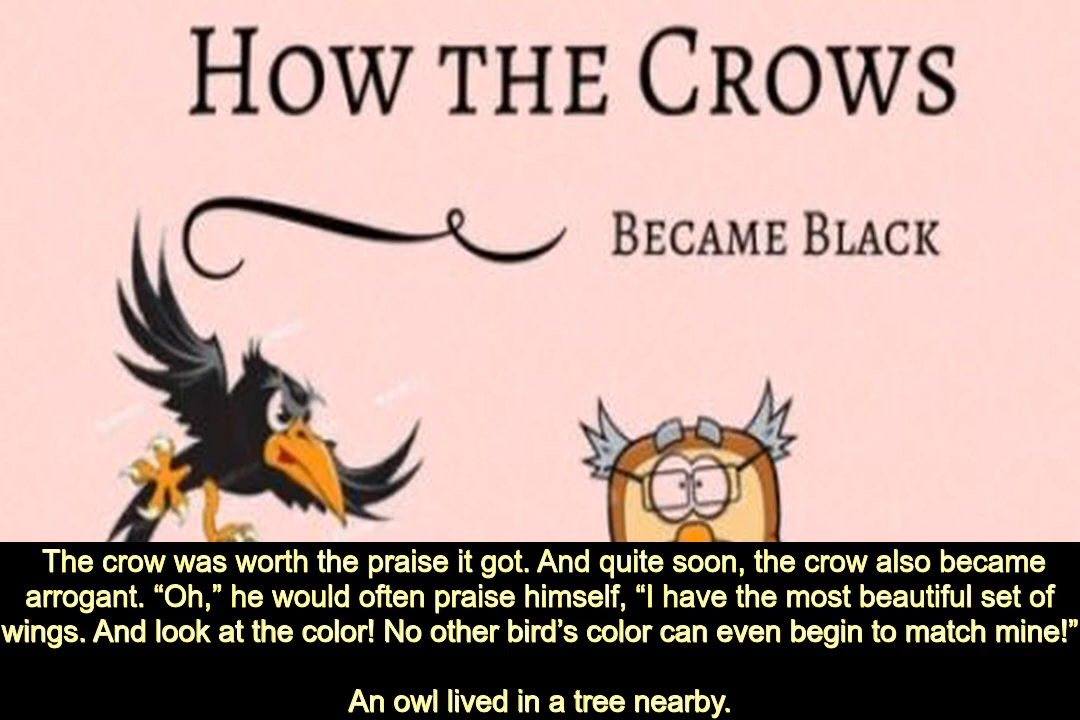 How the Crows
Became Black
The crow was worth the praise it got. And quite soon, the crow also became
arrogant. “Oh,” he would often praise himself, “I have the most beautiful set of
wings. And look at the color! No other bird’s color can even begin to match mine!”
An owl lived in a tree nearby.